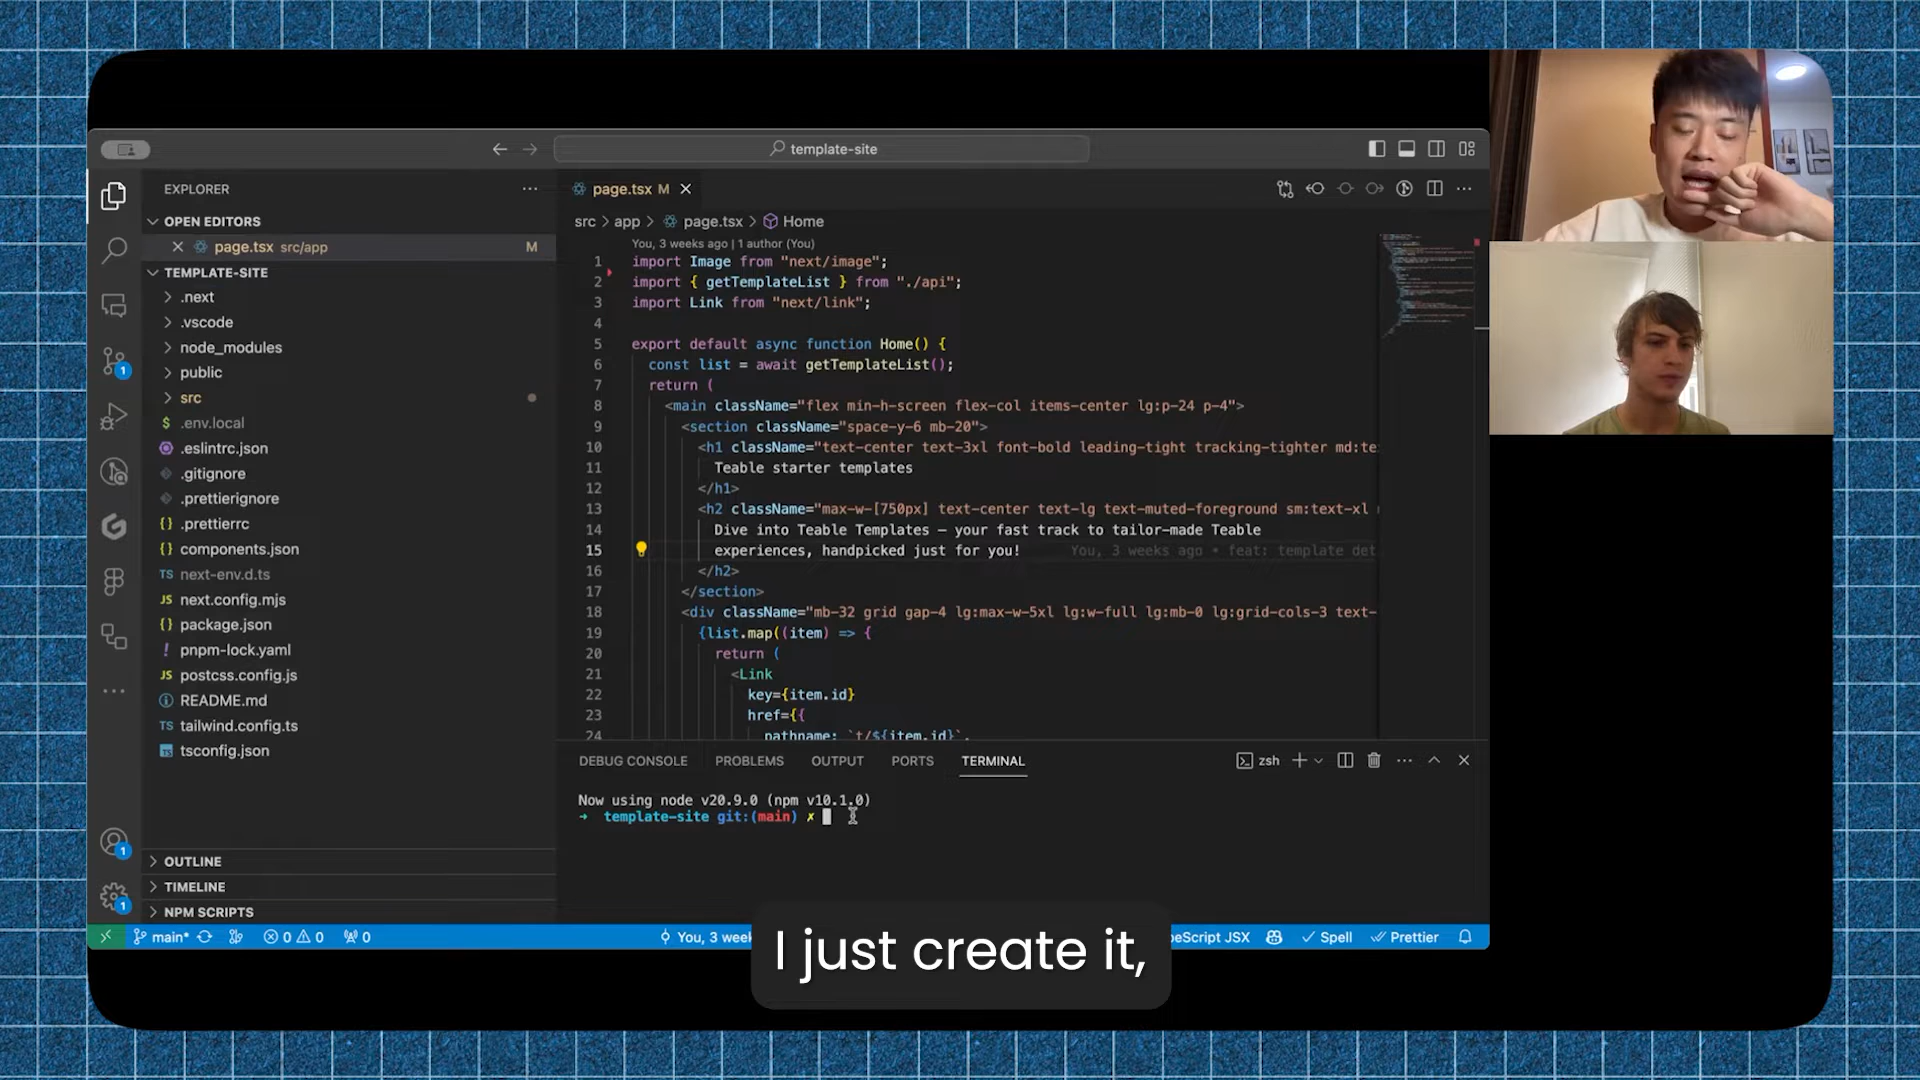 template-site
EXPLORER
OPEN EDITORS
page.tsx src/app M
TEMPLATE-SITE
.next
.vscode
node_modules
public
src
$ .env.local
.eslintrc.json
.gitignore
.prettierignore
{} .prettierrc
{} components.json
TS next-env.d.ts
JS next.config.mjs
{} package.json
! pnpm-lock.yaml
JS postcss.config.js
README.md
TS tailwind.config.ts
TS tsconfig.json
OUTLINE
TIMELINE
NPM SCRIPTS
1
1
1
page.tsx M
src > app > page.tsx > Home
You, 3 weeks ago | 1 author (You)
1 import Image from "next/image";
2 import { getTemplateList } from "./api";
3 import Link from "next/link";
4
5 export default async function Home() {
6 const list = await getTemplateList();
7 return (
8 <main className="flex min-h-screen flex-col items-center lg:p-24 p-4">
9 <section className="space-y-6 mb-20">
10 <h1 className="text-center text-3xl font-bold leading-tight tracking-tighter md:te
11 Teable starter templates
12 </h1>
13 <h2 className="max-w-[750px] text-center text-lg text-muted-foreground sm:text-xl
14 Dive into Teable Templates – your fast track to tailor-made Teable
15 experiences, handpicked just for you! You, 3 weeks ago • feat: template det
16 </h2>
17 </section>
18 <div className="mb-32 grid gap-4 lg:max-w-5xl lg:w-full lg:mb-0 lg:grid-cols-3 text-
19 {list.map((item) => {
20 return (
21 <Link
22 key={item.id}
23 href={{
24 pathname: `t/${item.id}`,
DEBUG CONSOLE PROBLEMS OUTPUT PORTS TERMINAL zsh
Now using node v20.9.0 (npm v10.1.0)
→ template-site git:(main) ✗
main* 0 0 0 You, 3 week peScript JSX Spell Prettier
I just create it,